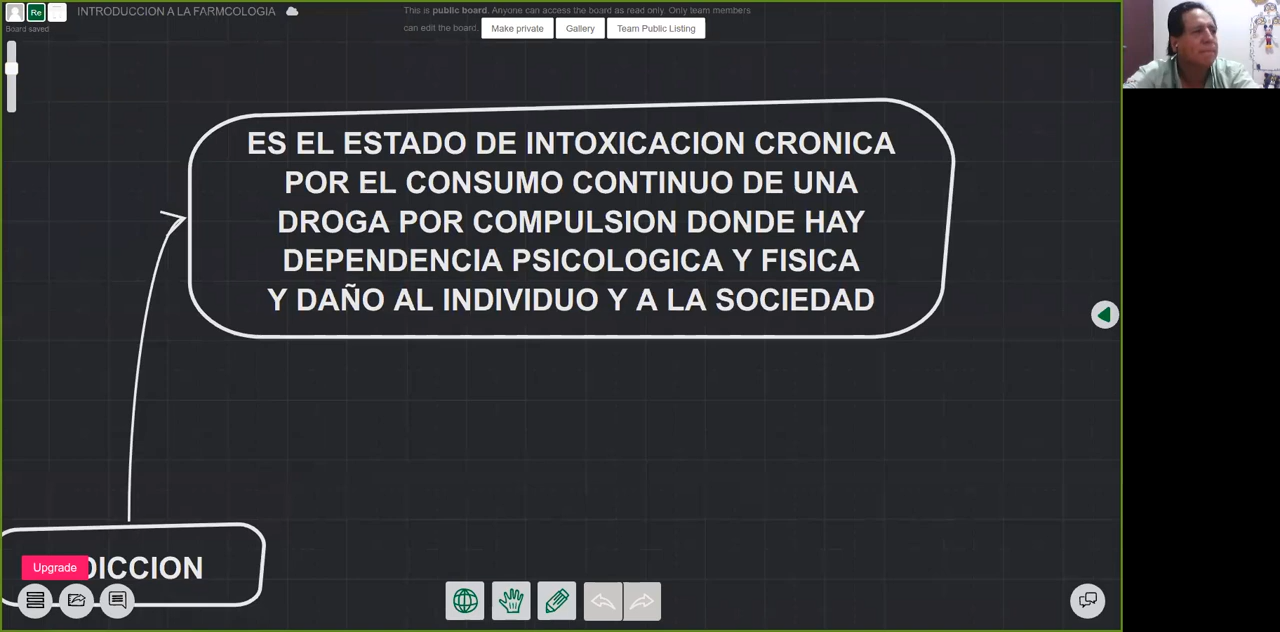 Re
INTRODUCCION A LA FARMCOLOGIA
Board saved
This is public board. Anyone can access the board as read only. Only team members
can edit the board.
Make private
Gallery
Team Public Listing
ES EL ESTADO DE INTOXICACION CRONICA
POR EL CONSUMO CONTINUO DE UNA
DROGA POR COMPULSION DONDE HAY
DEPENDENCIA PSICOLOGICA Y FISICA
Y DAÑO AL INDIVIDUO Y A LA SOCIEDAD
Upgrade
DICCION